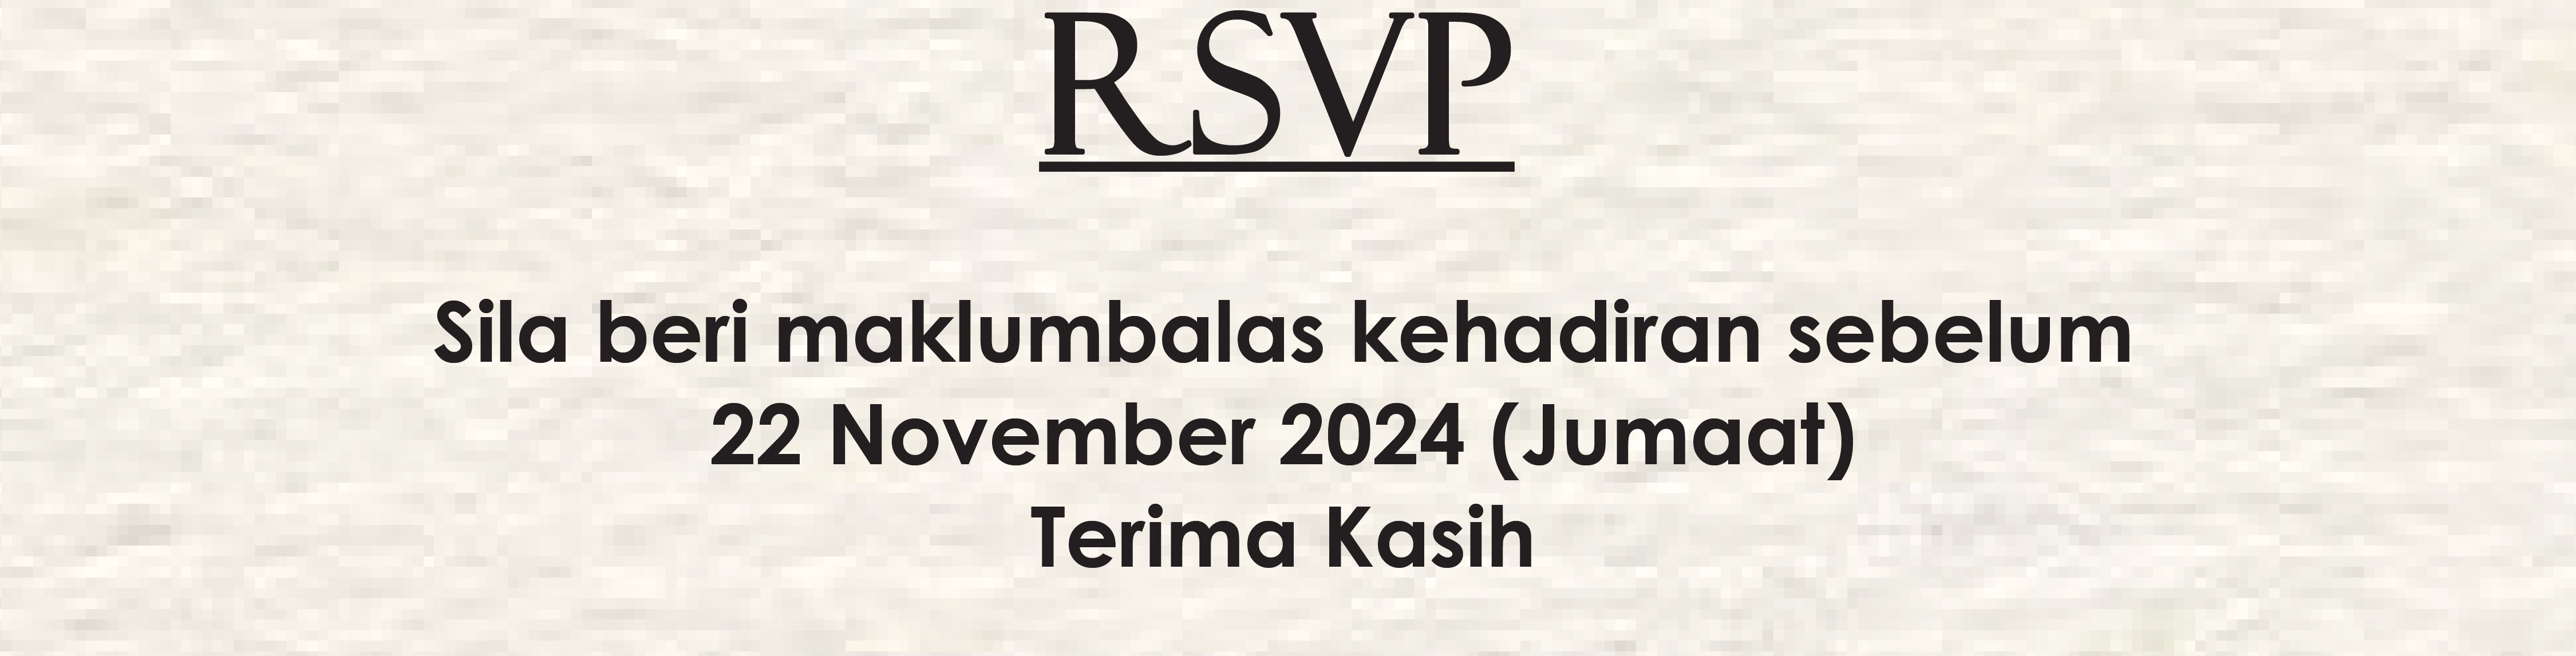 RSVP
Sila beri maklumbalas kehadiran sebelum
22 November 2024 (Jumaat)
Terima Kasih